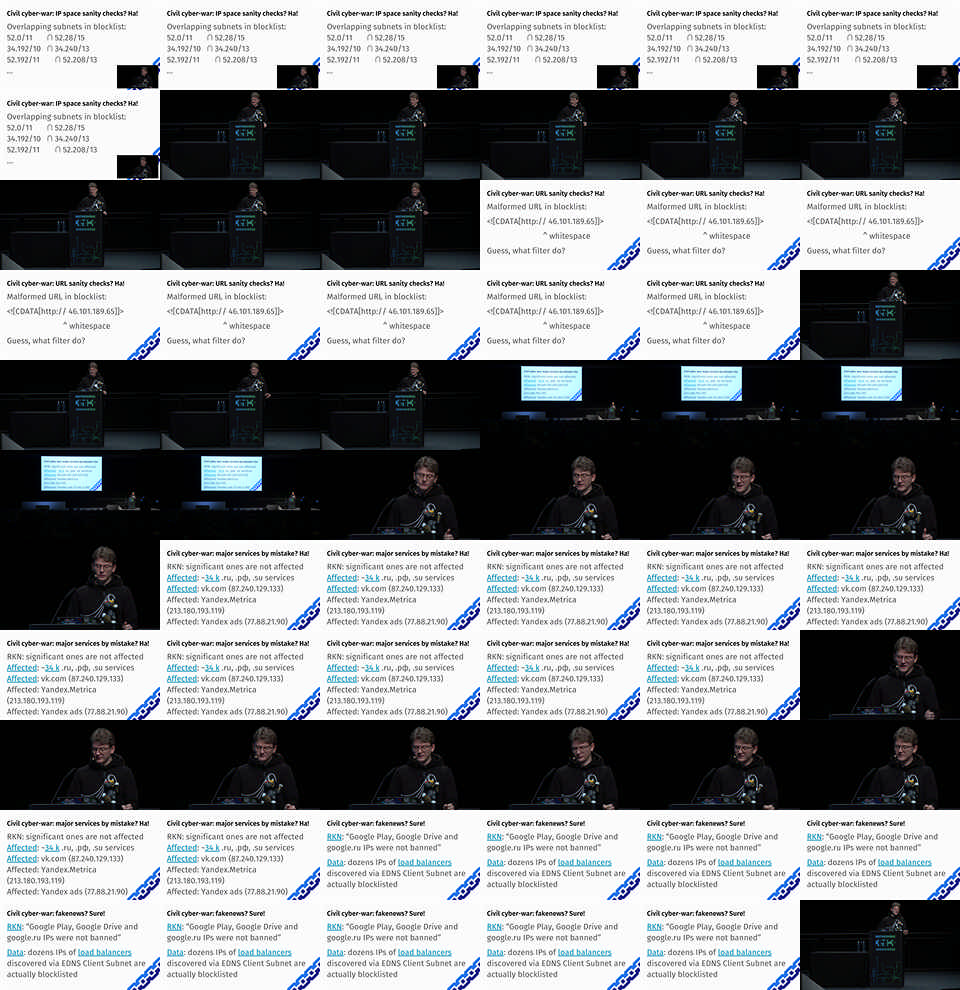 Civil cyber-war: IP space sanity checks? Ha!
Overlapping subnets in blocklist:
52.0/11 ∩ 52.28/15
34.192/10 ∩ 34.240/13
52.192/11 ∩ 52.208/13
...
Civil cyber-war: URL sanity checks? Ha!
Malformed URL in blocklist:
<![CDATA[http:// 46.101.189.65]]>
^ whitespace
Guess, what filter do?
Civil cyber-war: major services by mistake? Ha!
RKN: significant ones are not affected
Affected: ~34 k .ru, .рф, .su services
Affected: vk.com (87.240.129.133)
Affected: Yandex.Metrica
(213.180.193.119)
Affected: Yandex ads (77.88.21.90)
Civil cyber-war: fakenews? Sure!
RKN: “Google Play, Google Drive and
google.ru IPs were not banned”
Data: dozens IPs of load balancers
discovered via EDNS Client Subnet are
actually blocklisted